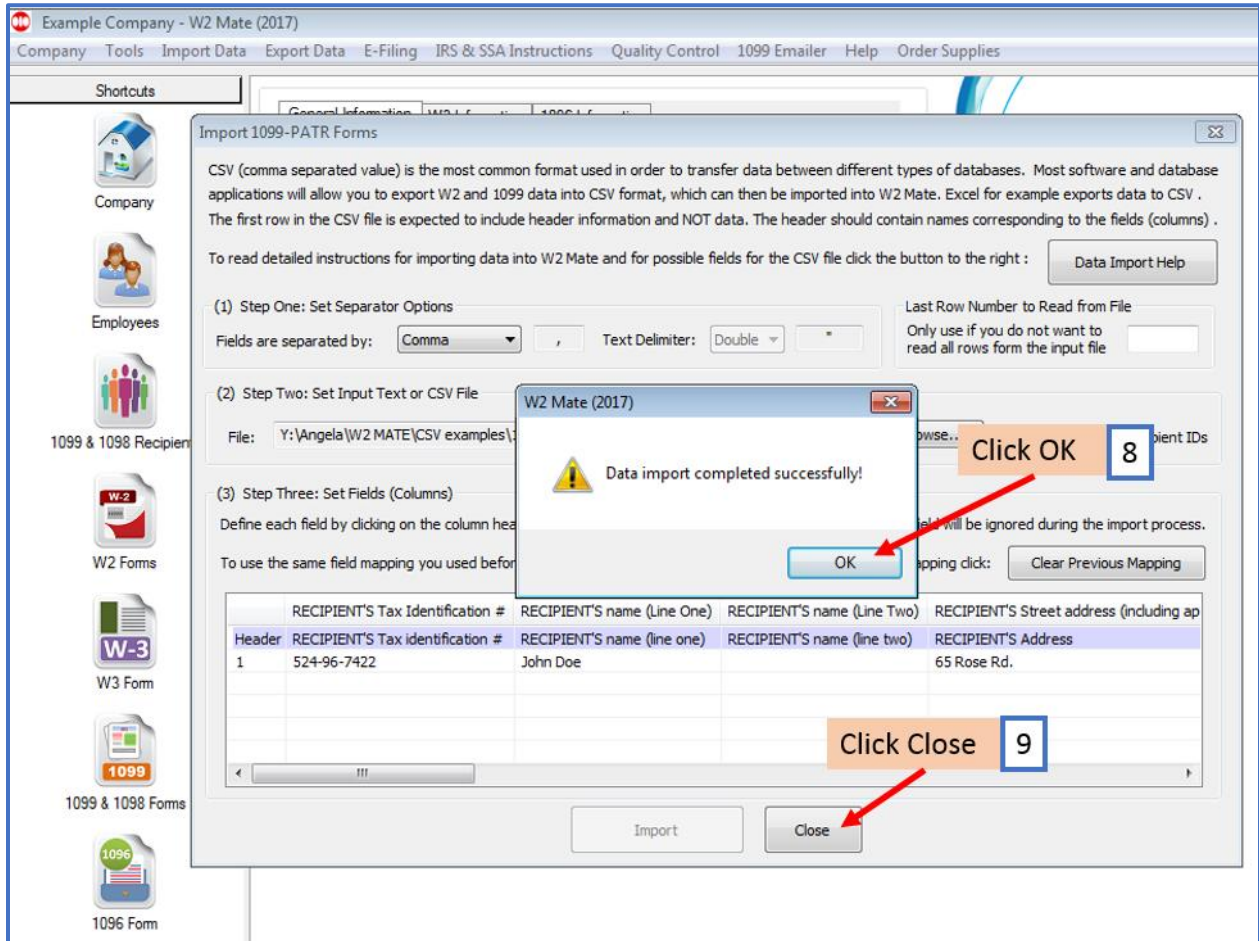 Example Company - W2 Mate (2017)
Company Tools Import Data Export Data E-Filing IRS & SSA Instructions Quality Control 1099 Emailer Help Order Supplies
Shortcuts
Company
Employees
1099 & 1098 Recipien
W-2
W2 Forms
W-3
W3 Form
1099
1099 & 1098 Forms
1096
1096 Form
Import 1099-PATR Forms
CSV (comma separated value) is the most common format used in order to transfer data between different types of databases. Most software and database
applications will allow you to export W2 and 1099 data into CSV format, which can then be imported into W2 Mate. Excel for example exports data to CSV .
The first row in the CSV file is expected to include header information and NOT data. The header should contain names corresponding to the fields (columns) .
To read detailed instructions for importing data into W2 Mate and for possible fields for the CSV file click the button to the right :
Data Import Help
(1) Step One: Set Separator Options
Fields are separated by: Comma , Text Delimiter: Double "
Last Row Number to Read from File
Only use if you do not want to
read all rows form the input file
(2) Step Two: Set Input Text or CSV File
File: Y:\Angela\W2 MATE\CSV examples\
owse...
pient IDs
W2 Mate (2017)
Data import completed successfully!
OK
Click OK 8
(3) Step Three: Set Fields (Columns)
Define each field by clicking on the column hea
ield will be ignored during the import process.
To use the same field mapping you used befor
apping click: Clear Previous Mapping
RECIPIENT'S Tax Identification # RECIPIENT'S name (Line One) RECIPIENT'S name (Line Two) RECIPIENT'S Street address (including ap
Header RECIPIENT'S Tax identification # RECIPIENT'S name (line one) RECIPIENT'S name (line two) RECIPIENT'S Address
1 524-96-7422 John Doe 65 Rose Rd.
Click Close 9
Import Close